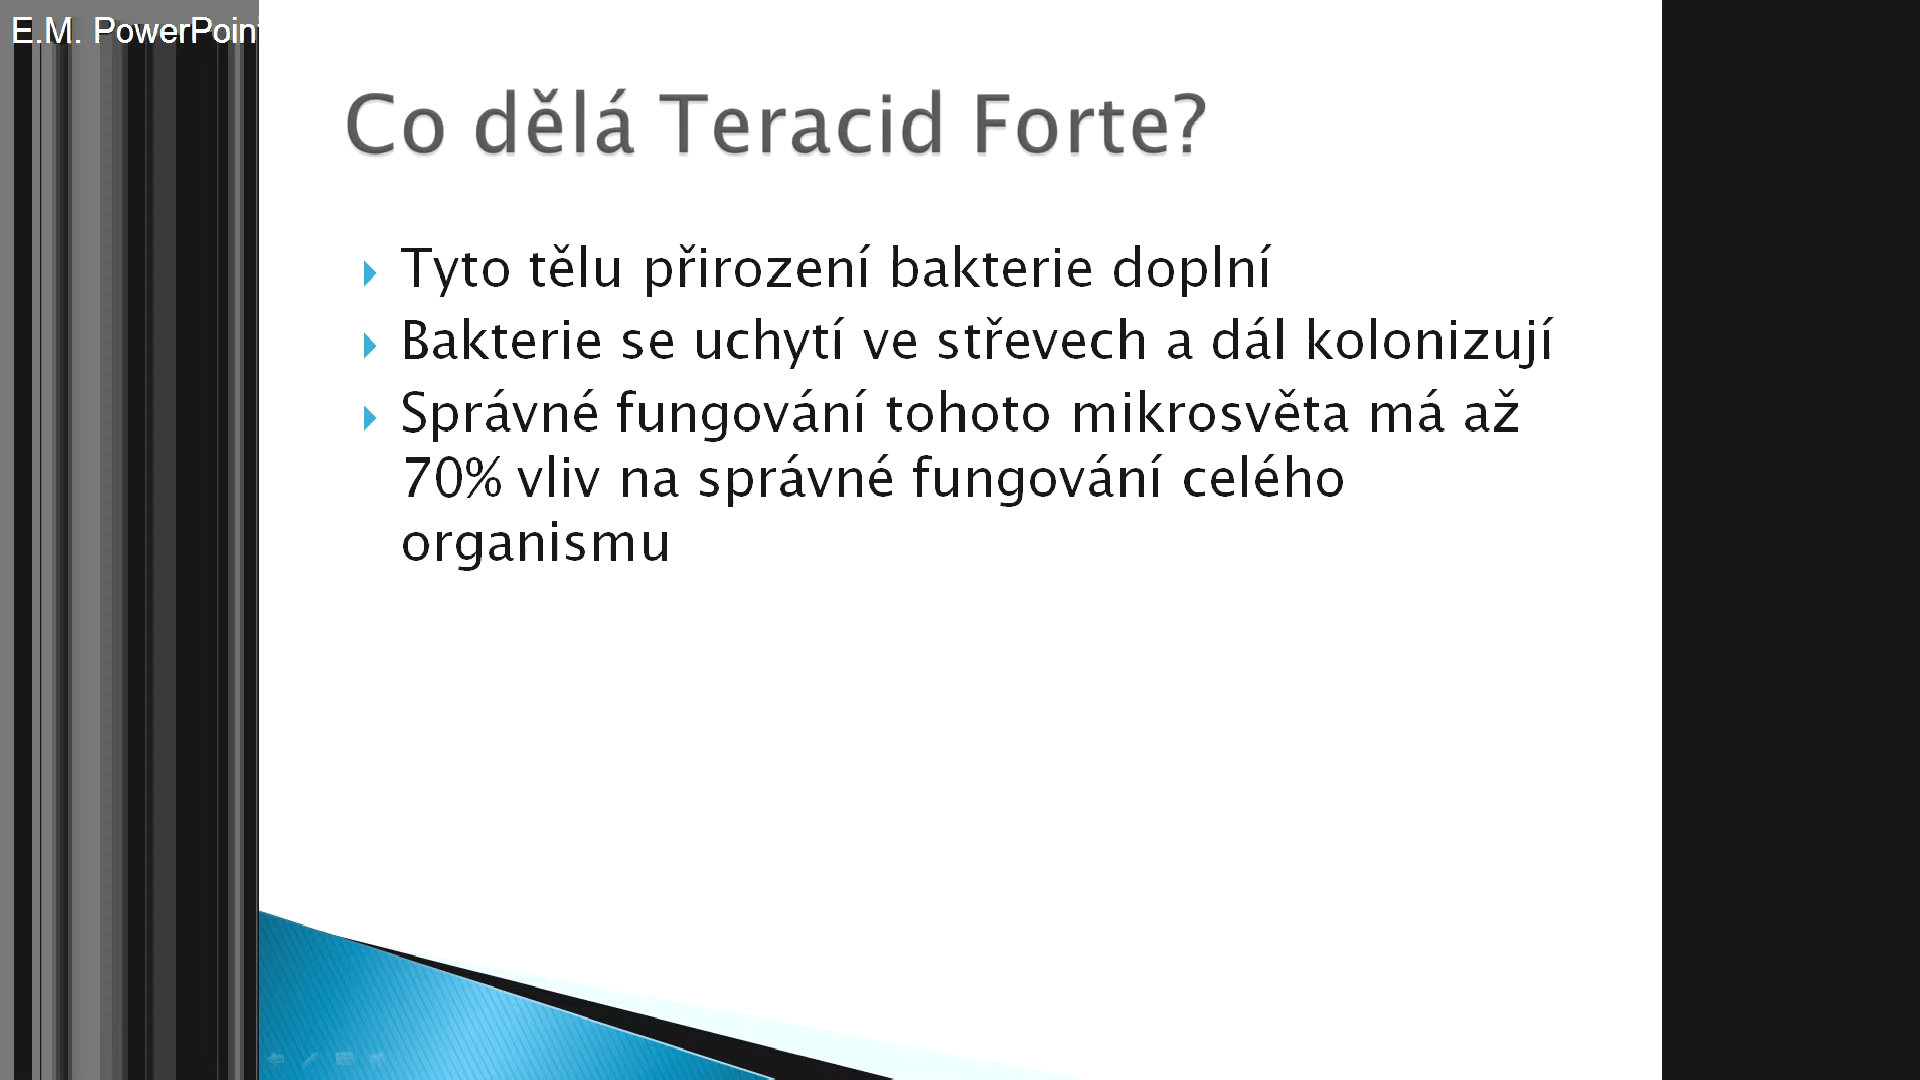 E.M. PowerPoint
Co dělá Teracid Forte?
Tyto tělu přirození bakterie doplní
Bakterie se uchytí ve střevech a dál kolonizují
Správné fungování tohoto mikrosvěta má až
70% vliv na správné fungování celého
organismu